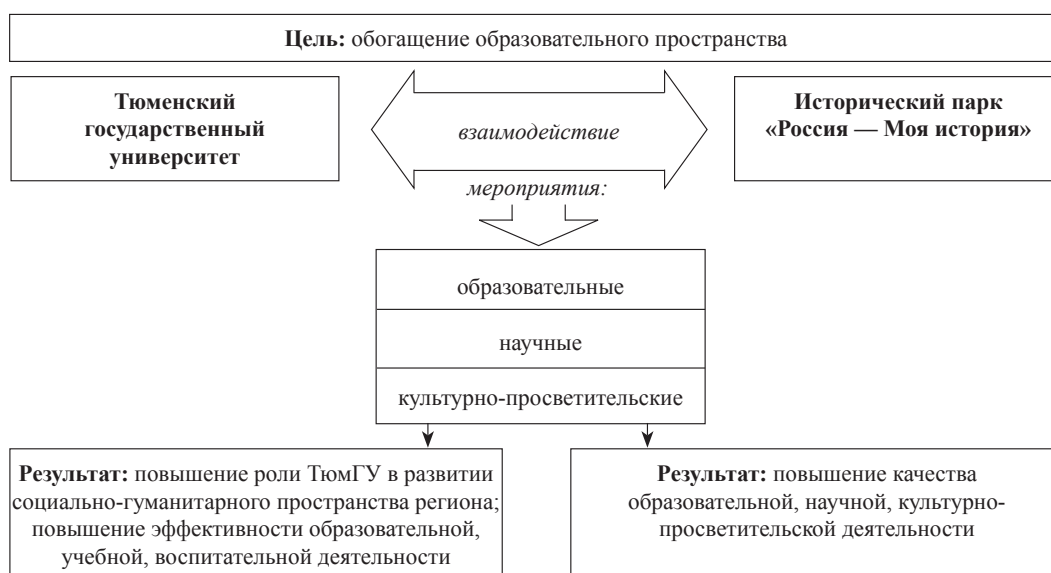 Цель: обогащение образовательного пространства
Тюменский
государственный
университет
взаимодействие
Исторический парк
«Россия — Моя история»
мероприятия:
образовательные
научные
культурно-просветительские
Результат: повышение роли ТюмГУ в развитии
социально-гуманитарного пространства региона;
повышение эффективности образовательной,
учебной, воспитательной деятельности
Результат: повышение качества
образовательной, научной, культурно-
просветительской деятельности